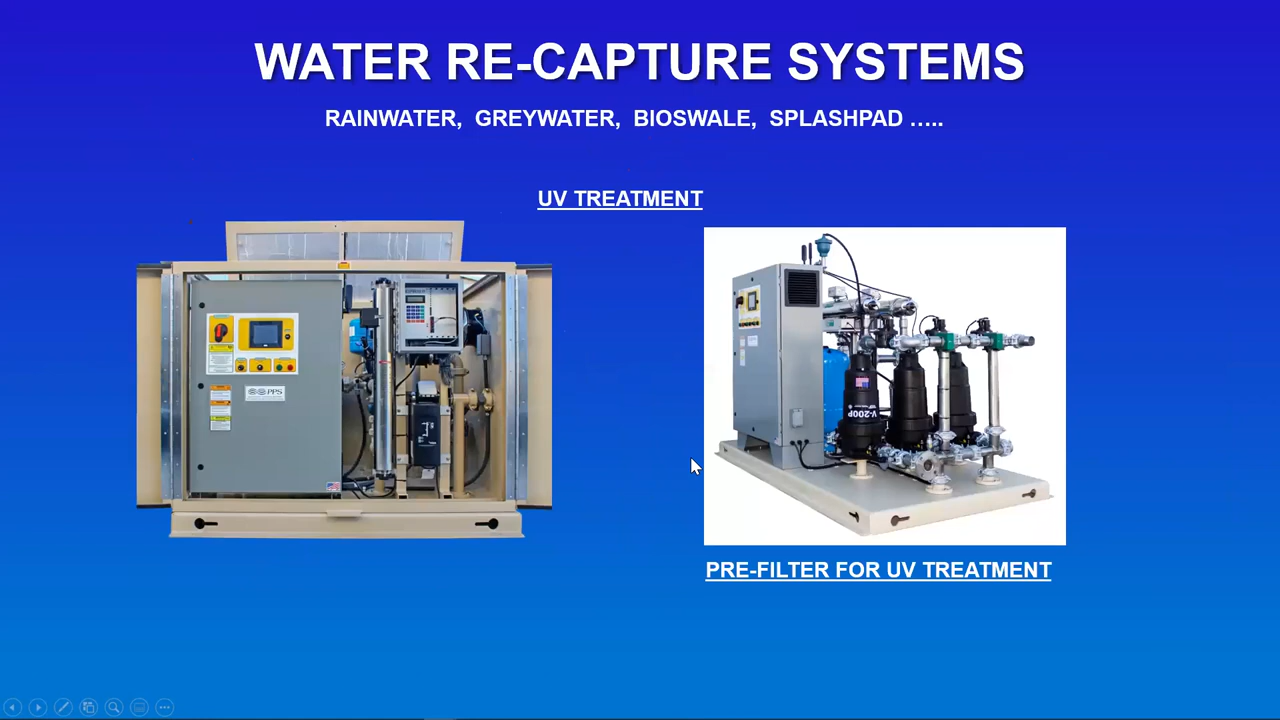 WATER RE-CAPTURE SYSTEMS
RAINWATER, GREYWATER, BIOSWALE, SPLASHPAD …..
UV TREATMENT
PPS
V-200P
PRE-FILTER FOR UV TREATMENT